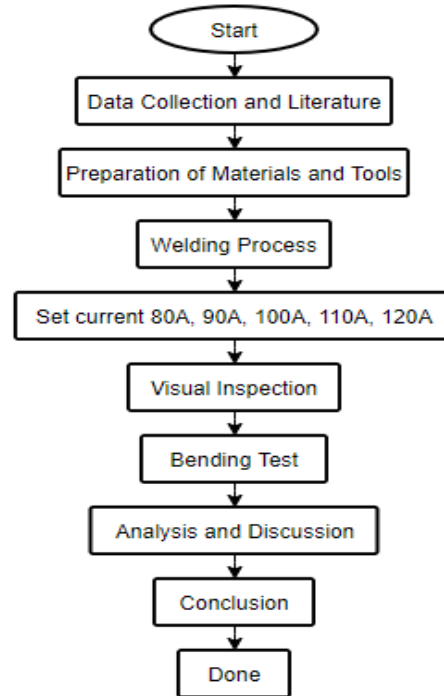 Start
Data Collection and Literature
Preparation of Materials and Tools
Welding Process
Set current 80A, 90A, 100A, 110A, 120A
Visual Inspection
Bending Test
Analysis and Discussion
Conclusion
Done